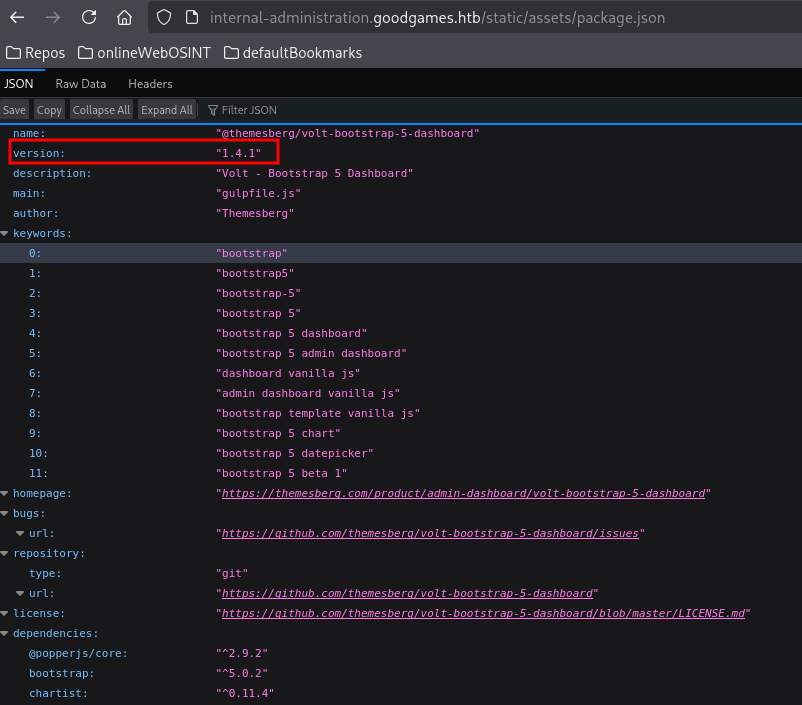 internal-administration.goodgames.htb/static/assets/package.json
Repos onlineWebOSINT defaultBookmarks
JSON Raw Data Headers
Save Copy Collapse All Expand All Filter JSON
name: "@themesberg/volt-bootstrap-5-dashboard"
version: "1.4.1"
description: "Volt - Bootstrap 5 Dashboard"
main: "gulpfile.js"
author: "Themesberg"
keywords:
0: "bootstrap"
1: "bootstrap5"
2: "bootstrap-5"
3: "bootstrap 5"
4: "bootstrap 5 dashboard"
5: "bootstrap 5 admin dashboard"
6: "dashboard vanilla js"
7: "admin dashboard vanilla js"
8: "bootstrap template vanilla js"
9: "bootstrap 5 chart"
10: "bootstrap 5 datepicker"
11: "bootstrap 5 beta 1"
homepage: "https://themesberg.com/product/admin-dashboard/volt-bootstrap-5-dashboard"
bugs:
url: "https://github.com/themesberg/volt-bootstrap-5-dashboard/issues"
repository:
type: "git"
url: "https://github.com/themesberg/volt-bootstrap-5-dashboard"
license: "https://github.com/themesberg/volt-bootstrap-5-dashboard/blob/master/LICENSE.md"
dependencies:
@popperjs/core: "^2.9.2"
bootstrap: "^5.0.2"
chartist: "^0.11.4"